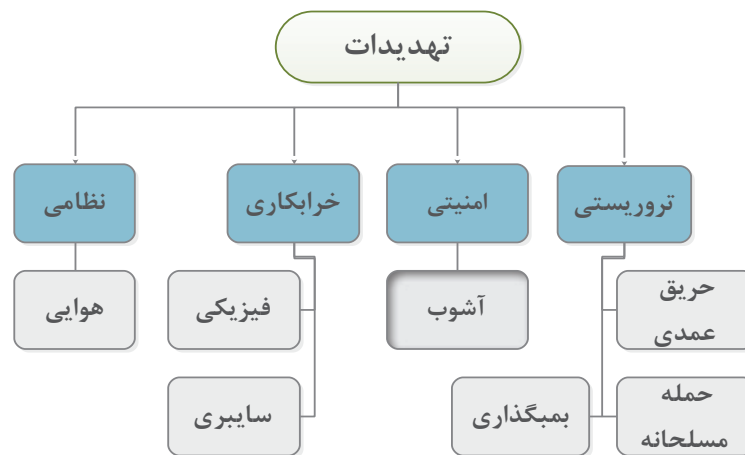 تهدیدات
تروریستی
امنیتی
خرابکاری
نظامی
حریق
عمدی
آشوب
فیزیکی
هوایی
حمله
مسلحانه
بمبگذاری
سایبری